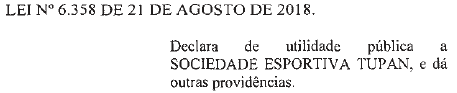 LEI Nº 6.358 DE 21 DE AGOSTO DE 2018.
Declara de utilidade pública a
SOCIEDADE ESPORTIVA TUPAN, e dá
outras providências.